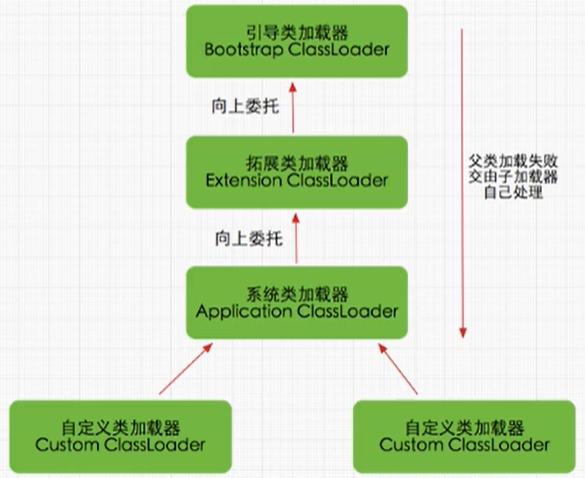 引导类加载器
Bootstrap ClassLoader
向上委托
拓展类加载器
Extension ClassLoader
父类加载失败
交由子加载器
自己处理
向上委托
系统类加载器
Application ClassLoader
自定义类加载器
Custom ClassLoader
自定义类加载器
Custom ClassLoader